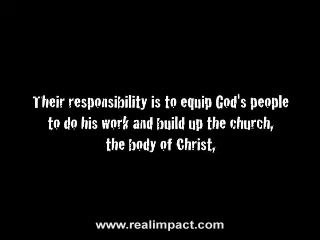 Their responsibility is to equip God's people
to do his work and build up the church,
the body of Christ,
www.realimpact.com